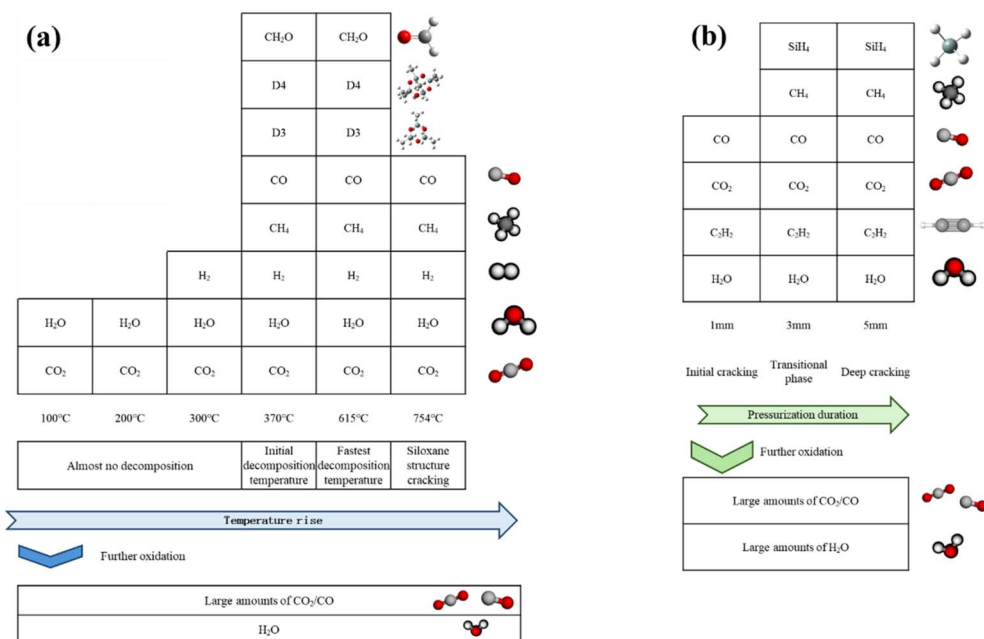 (a)
CH₂O CH₂O
D4 D4
D3 D3
CO CO CO
CH₄ CH₄ CH₄
H₂ H₂ H₂ H₂
H₂O H₂O H₂O H₂O H₂O H₂O
CO₂ CO₂ CO₂ CO₂ CO₂ CO₂
100℃ 200℃ 300℃ 370℃ 615℃ 754℃
Almost no decomposition
Initial
decomposition
temperature
Fastest
decomposition
temperature
Siloxane
structure
cracking
Temperature rise
Further oxidation
Large amounts of CO₂/CO
H₂O
(b)
SiH₄ SiH₄
CH₄ CH₄
CO CO CO
CO₂ CO₂ CO₂
C₂H₂ C₂H₂ C₂H₂
H₂O H₂O H₂O
1mm 3mm 5mm
Initial cracking
Transitional
phase
Deep cracking
Pressurization duration
Further oxidation
Large amounts of CO₂/CO
Large amounts of H₂O